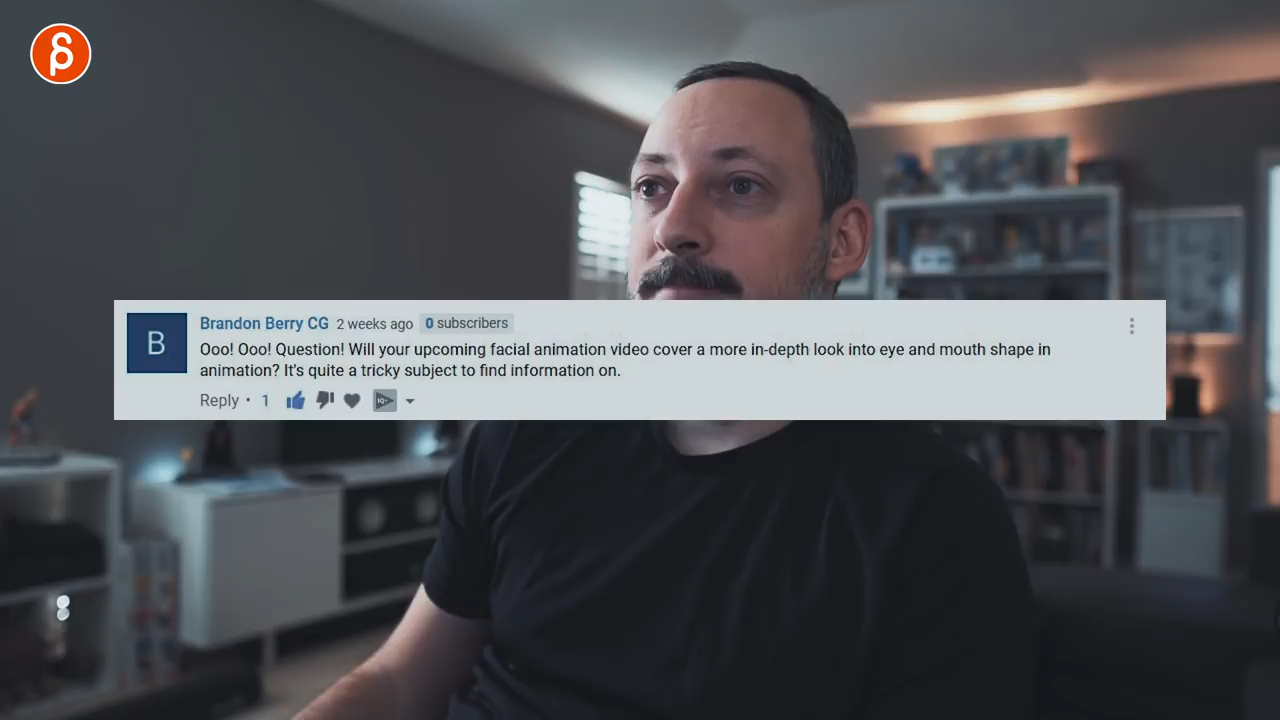 B
Brandon Berry CG 2 weeks ago 0 subscribers
Ooo! Ooo! Question! Will your upcoming facial animation video cover a more in-depth look into eye and mouth shape in
animation? It's quite a tricky subject to find information on.
Reply • 1